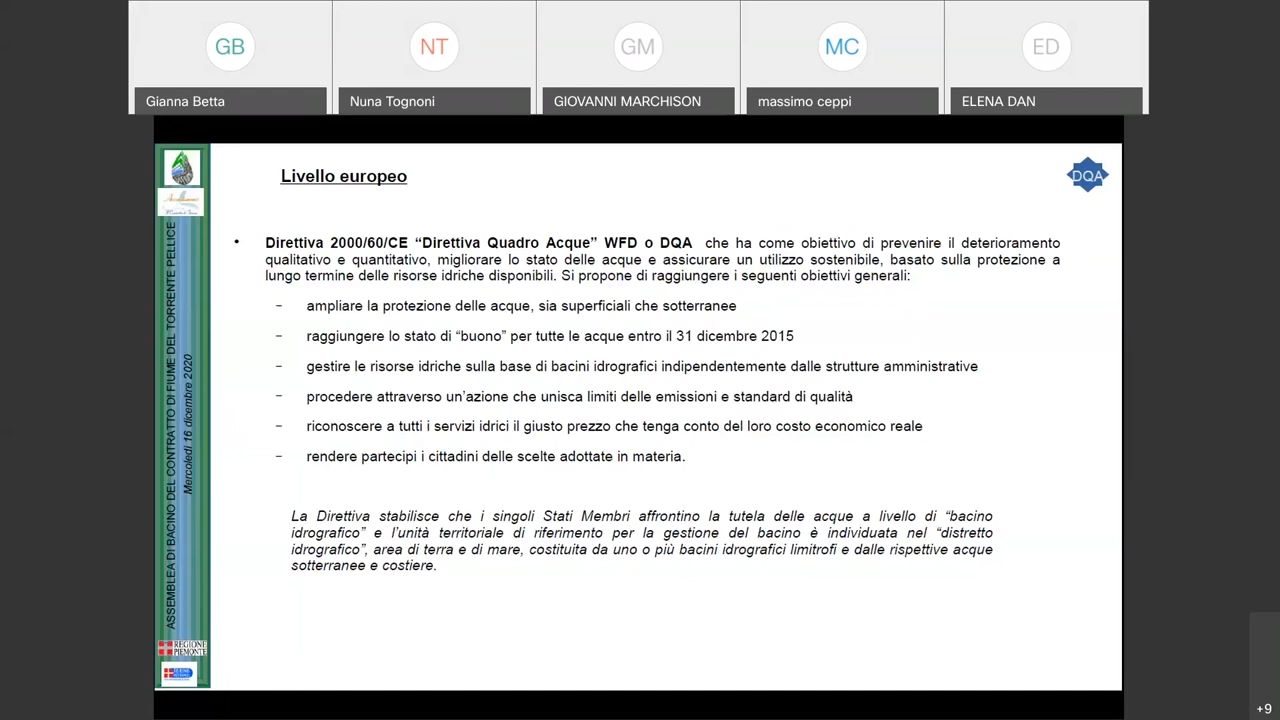 GB
NT
GM
MC
ED
Gianna Betta
Nuna Tognoni
GIOVANNI MARCHISON
massimo ceppi
ELENA DAN
Livello europeo
DQA
• Direttiva 2000/60/CE “Direttiva Quadro Acque” WFD o DQA che ha come obiettivo di prevenire il deterioramento
qualitativo e quantitativo, migliorare lo stato delle acque e assicurare un utilizzo sostenibile, basato sulla protezione a
lungo termine delle risorse idriche disponibili. Si propone di raggiungere i seguenti obiettivi generali:
− ampliare la protezione delle acque, sia superficiali che sotterranee
− raggiungere lo stato di “buono” per tutte le acque entro il 31 dicembre 2015
− gestire le risorse idriche sulla base di bacini idrografici indipendentemente dalle strutture amministrative
− procedere attraverso un’azione che unisca limiti delle emissioni e standard di qualità
− riconoscere a tutti i servizi idrici il giusto prezzo che tenga conto del loro costo economico reale
− rendere partecipi i cittadini delle scelte adottate in materia.
La Direttiva stabilisce che i singoli Stati Membri affrontino la tutela delle acque a livello di “bacino
idrografico” e l’unità territoriale di riferimento per la gestione del bacino è individuata nel “distretto
idrografico”, area di terra e di mare, costituita da uno o più bacini idrografici limitrofi e dalle rispettive acque
sotterranee e costiere.
ASSEMBLEA DI BACINO DEL CONTRATTO DI FIUME DEL TORRENTE PELLICE
Mercoledì 16 dicembre 2020
REGIONE
PIEMONTE
+9